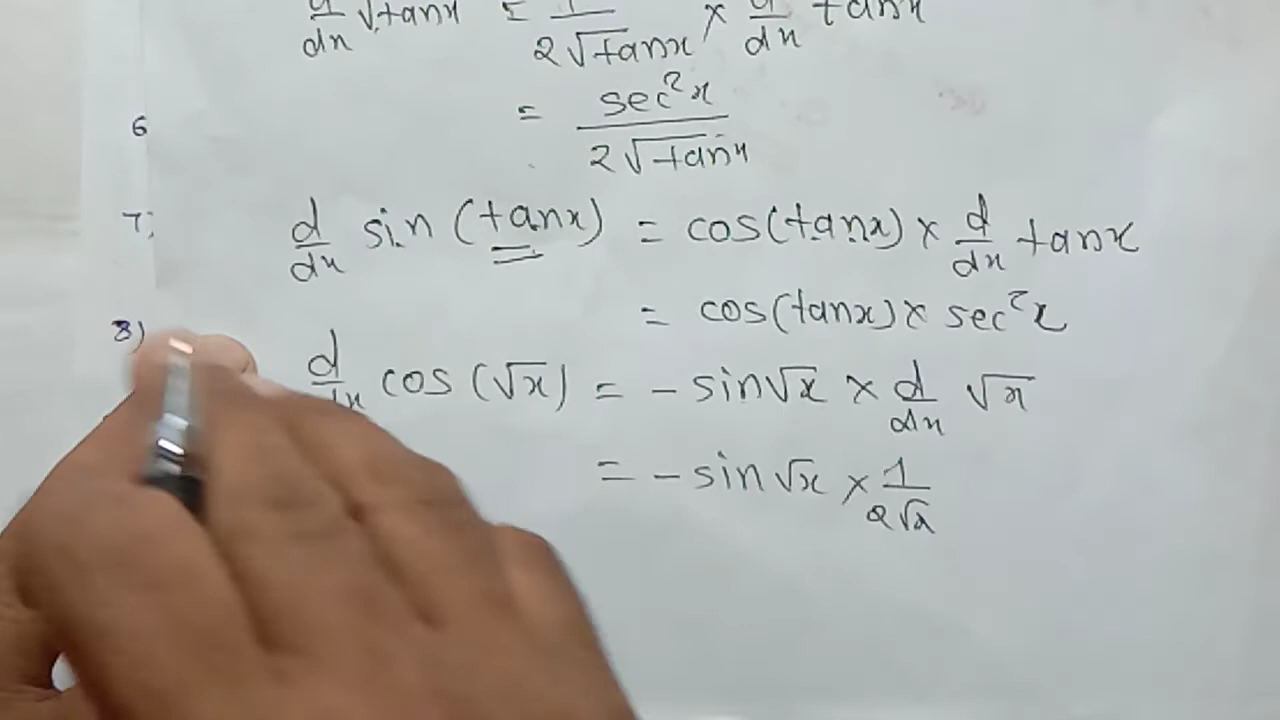 d/dx √tanx = 1/2√tanx × d/dx tanx
= sec²x/2√tanx
6
7; d/dx sin (tanx) = cos(tanx) × d/dx tanx
= cos(tanx) × sec²x
8) d/dx cos (√x) = - sin√x × d/dx √x
= - sin √x × 1/2√x